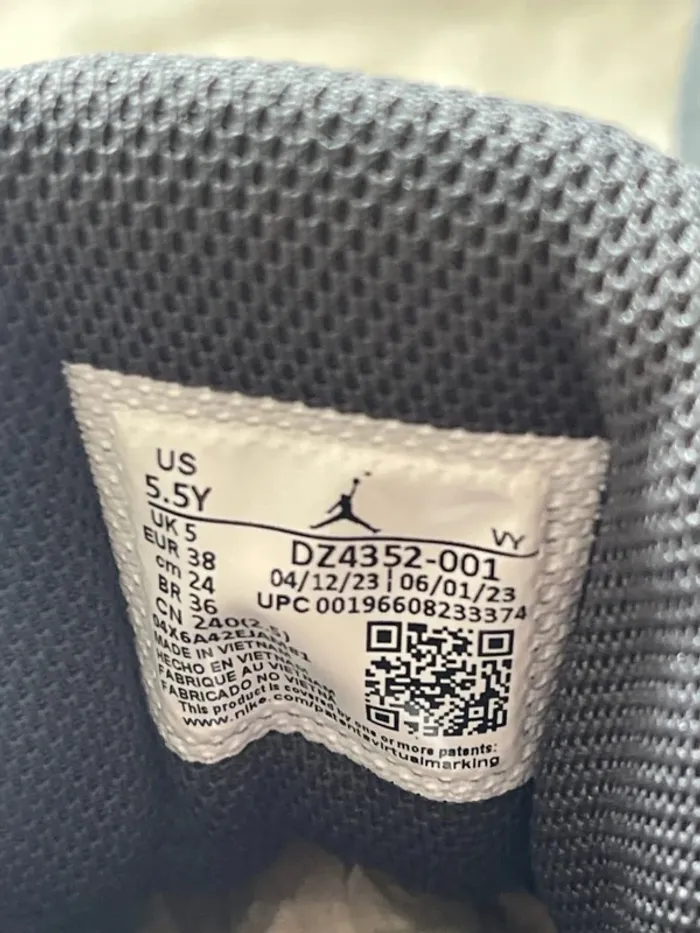 US
5.5Y
VY
UK 5
EUR 38
cm 24
BR 36
CN 240(2.5)
DZ4352-001
04/12/23 | 06/01/23
UPC 00196608233374
MADE IN VIETNAM
HECHO EN VIETNAM
FABRIQUE AU VIETNAM
FABRICADO NO VIETNÃ
This product is covered by one or more patents:
www.nike.com/patentsvirtualmarking